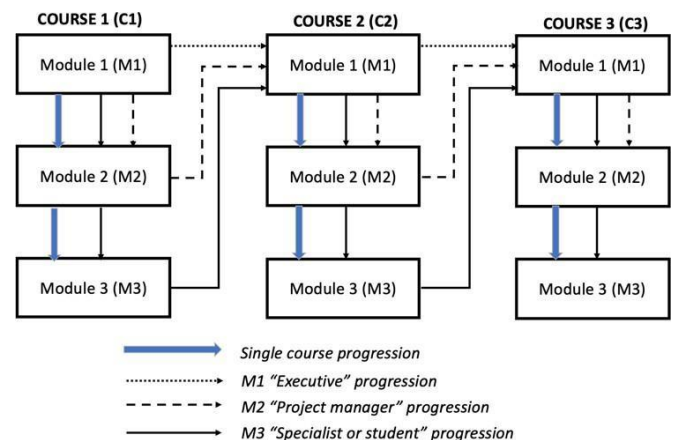 COURSE 1 (C1) COURSE 2 (C2) COURSE 3 (C3)
Module 1 (M1) Module 1 (M1) Module 1 (M1)
Module 2 (M2) Module 2 (M2) Module 2 (M2)
Module 3 (M3) Module 3 (M3) Module 3 (M3)
Single course progression
M1 “Executive” progression
M2 “Project manager” progression
M3 “Specialist or student” progression